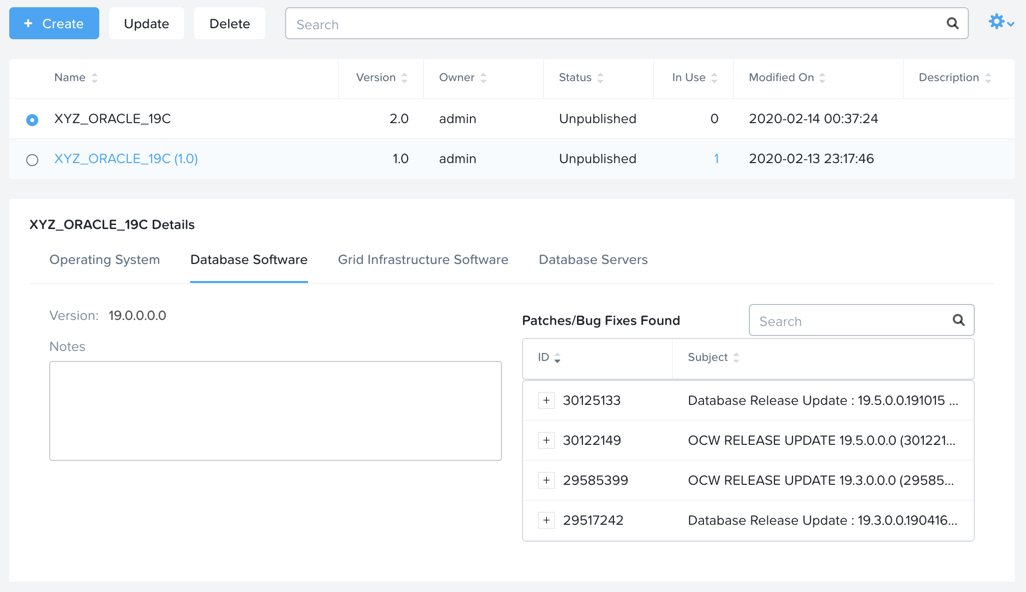 + Create Update Delete Search
Name Version Owner Status In Use Modified On Description
XYZ_ORACLE_19C 2.0 admin Unpublished 0 2020-02-14 00:37:24
XYZ_ORACLE_19C (1.0) 1.0 admin Unpublished 1 2020-02-13 23:17:46
XYZ_ORACLE_19C Details
Operating System Database Software Grid Infrastructure Software Database Servers
Version: 19.0.0.0.0
Notes
Patches/Bug Fixes Found Search
ID Subject
+ 30125133 Database Release Update : 19.5.0.0.191015 ...
+ 30122149 OCW RELEASE UPDATE 19.5.0.0.0 (301221...
+ 29585399 OCW RELEASE UPDATE 19.3.0.0.0 (29585...
+ 29517242 Database Release Update : 19.3.0.0.190416...